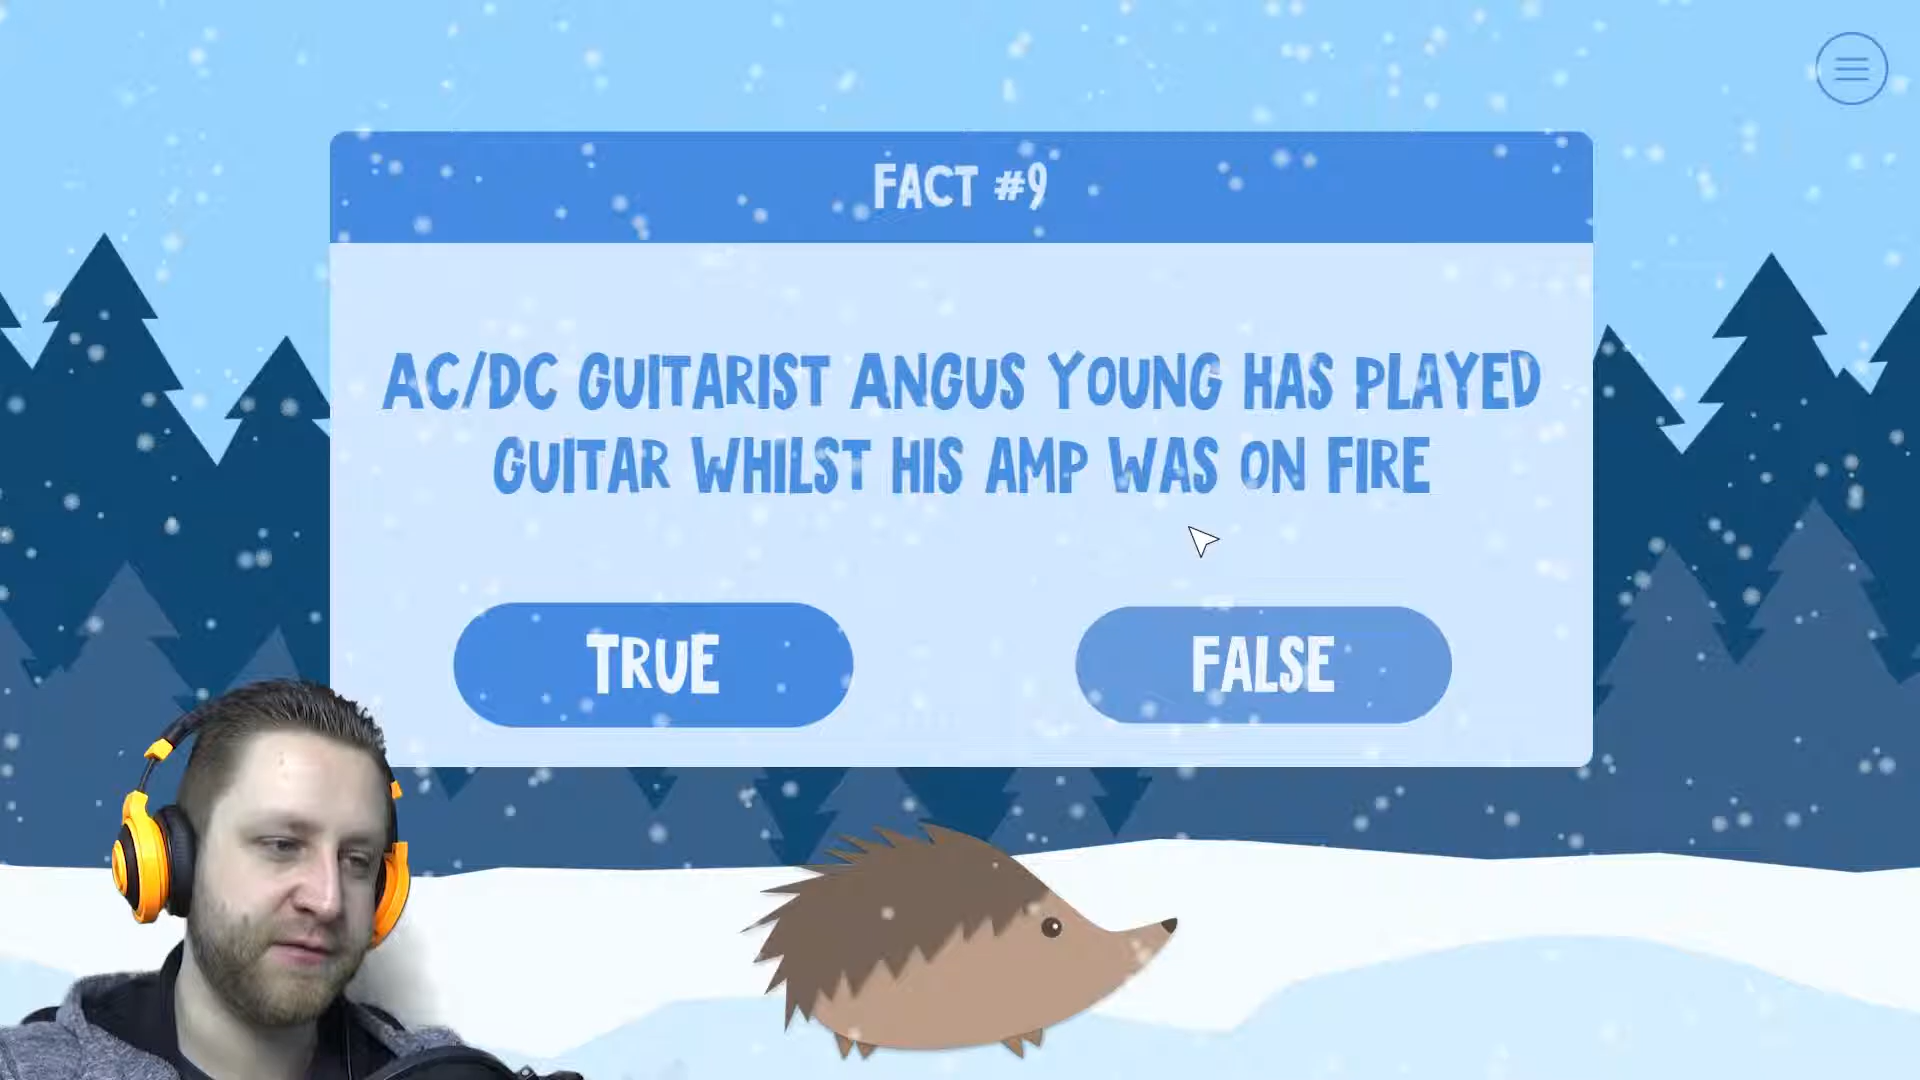 FACT #9
AC/DC GUITARIST ANGUS YOUNG HAS PLAYED
GUITAR WHILST HIS AMP WAS ON FIRE
TRUE
FALSE